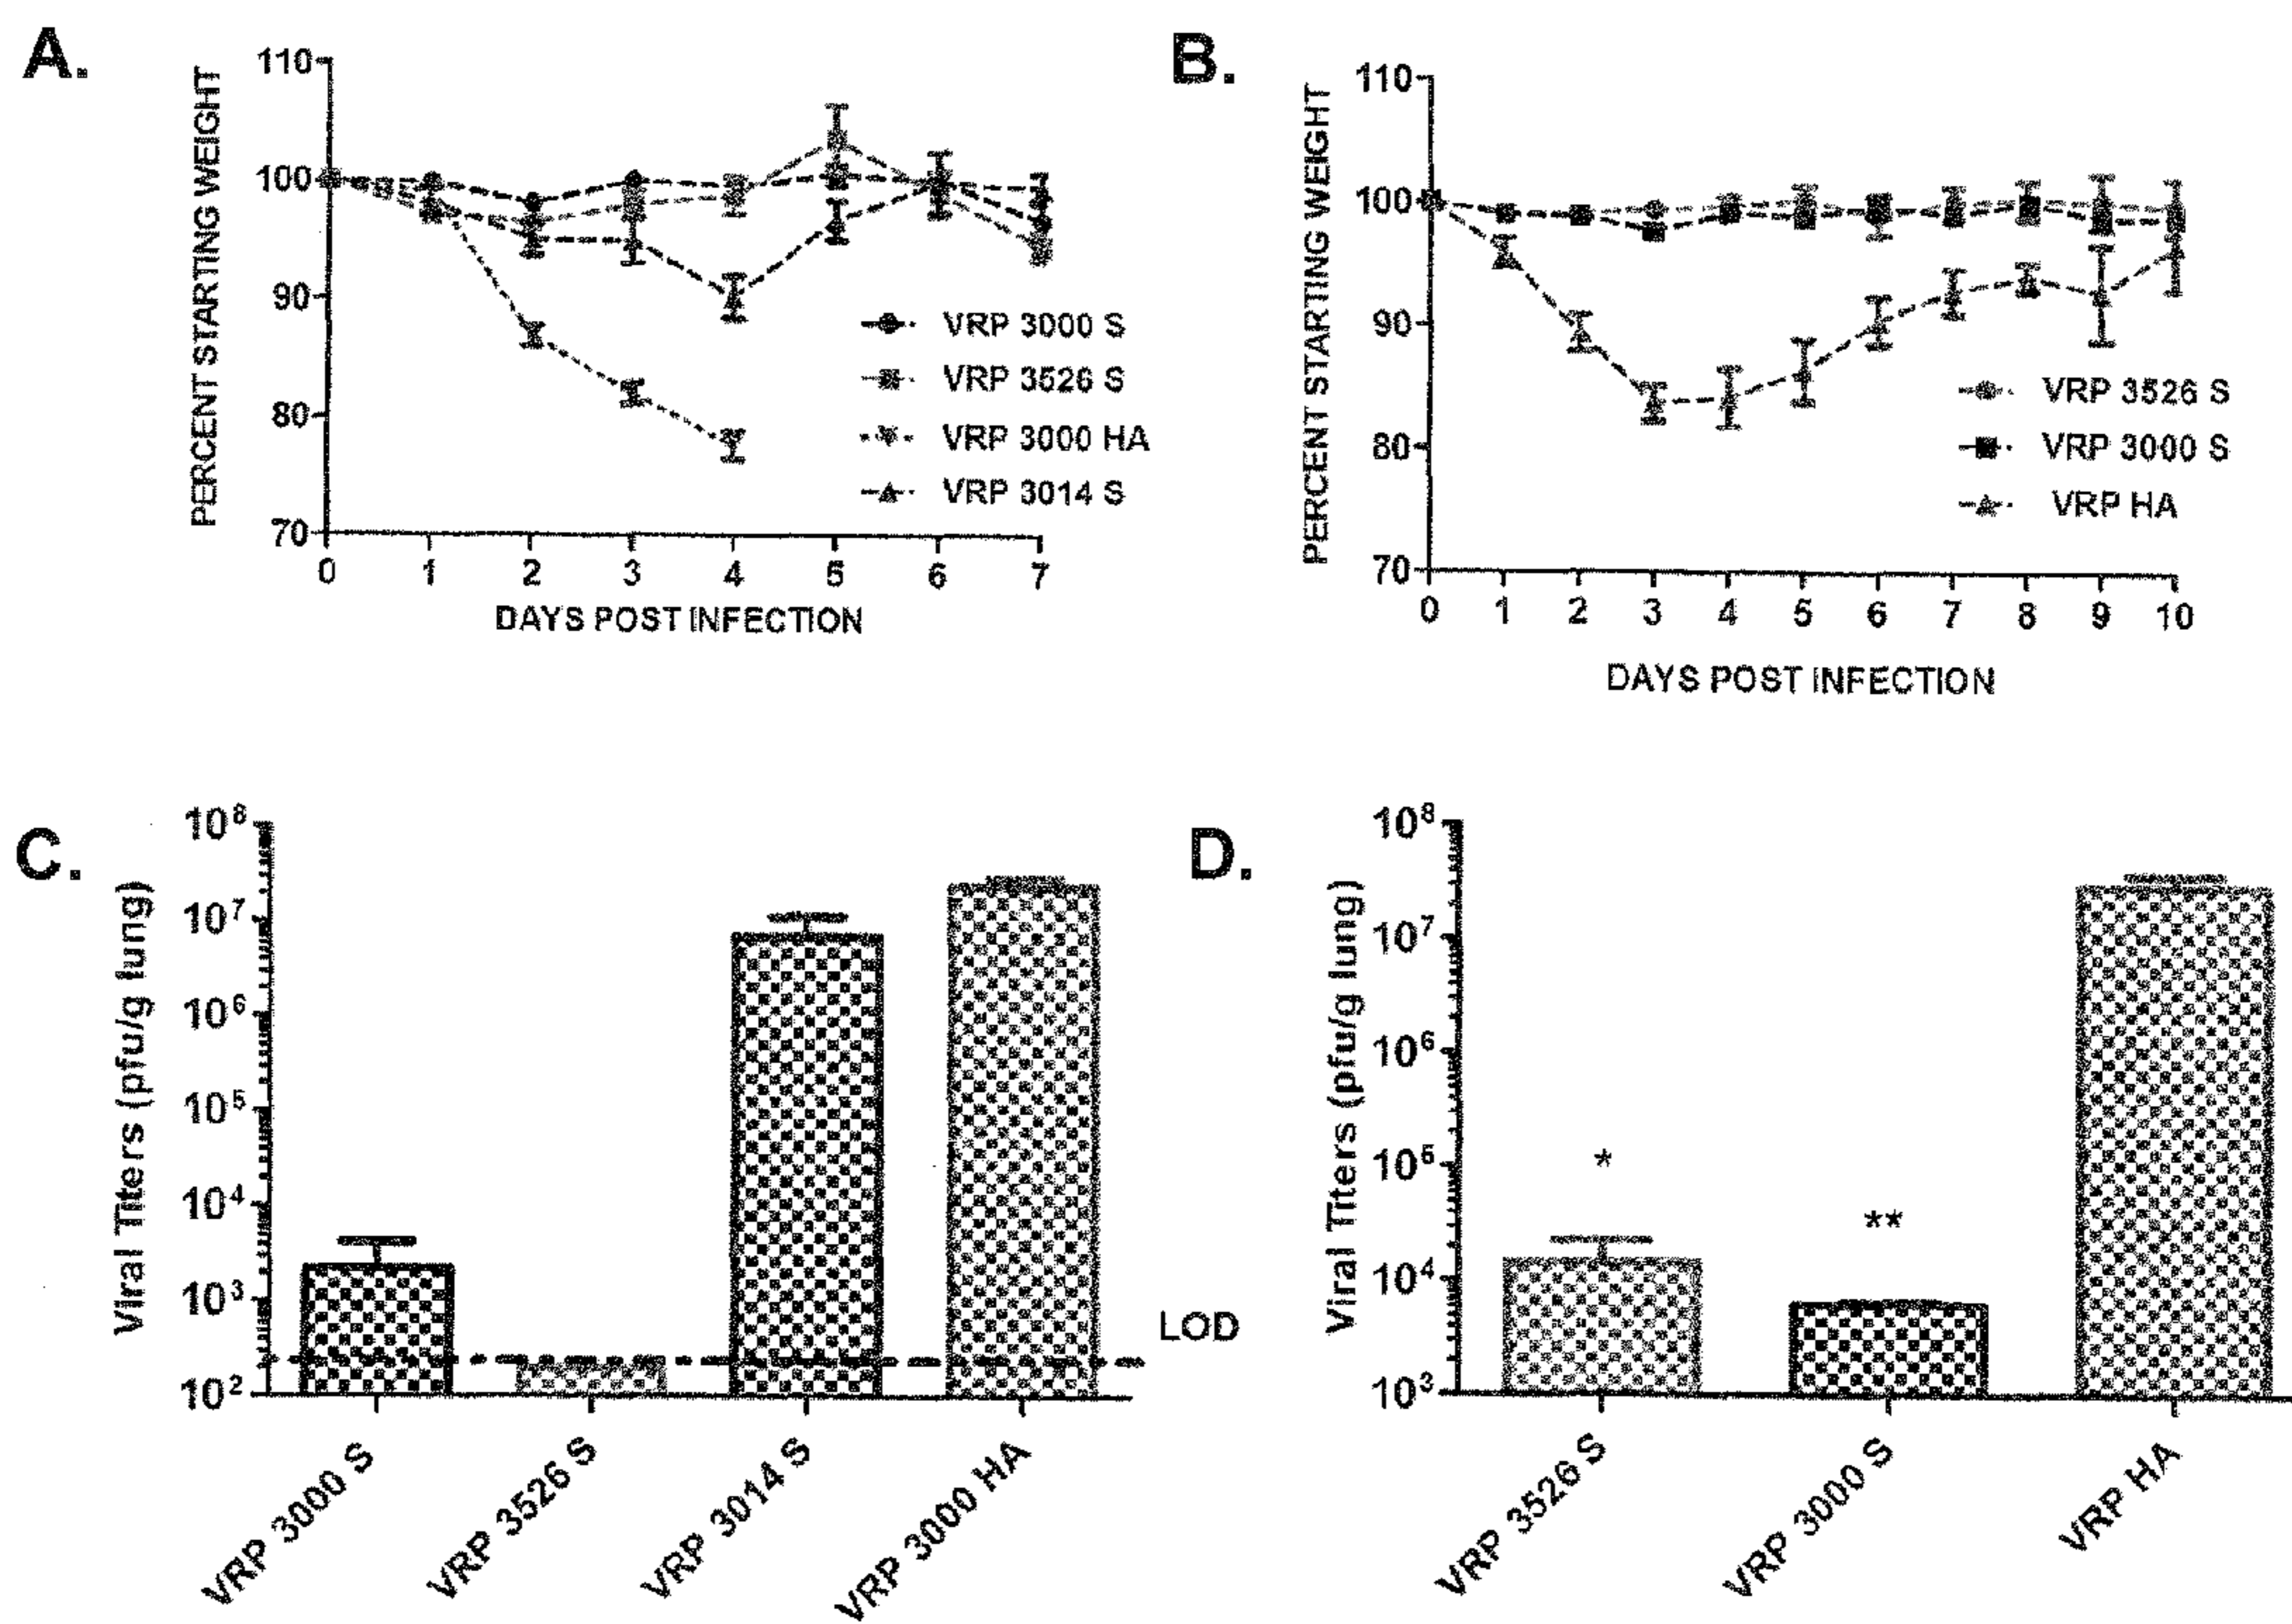 A.
PERCENT STARTING WEIGHT
110
100
90
80
70
0 1 2 3 4 5 6 7
DAYS POST INFECTION
VRP 3000 S
VRP 3526 S
VRP 3000 HA
VRP 3014 S
B.
PERCENT STARTING WEIGHT
110
100
90
80
70
0 1 2 3 4 5 6 7 8 9 10
DAYS POST INFECTION
VRP 3526 S
VRP 3000 S
VRP HA
C.
Viral Titers (pfu/g lung)
10⁸
10⁷
10⁶
10⁵
10⁴
10³
10²
LOD
VRP 3000 S
VRP 3526 S
VRP 3014 S
VRP 3000 HA
D.
Viral Titers (pfu/g lung)
10⁸
10⁷
10⁶
10⁵
10⁴
10³
*
**
VRP 3526 S
VRP 3000 S
VRP HA